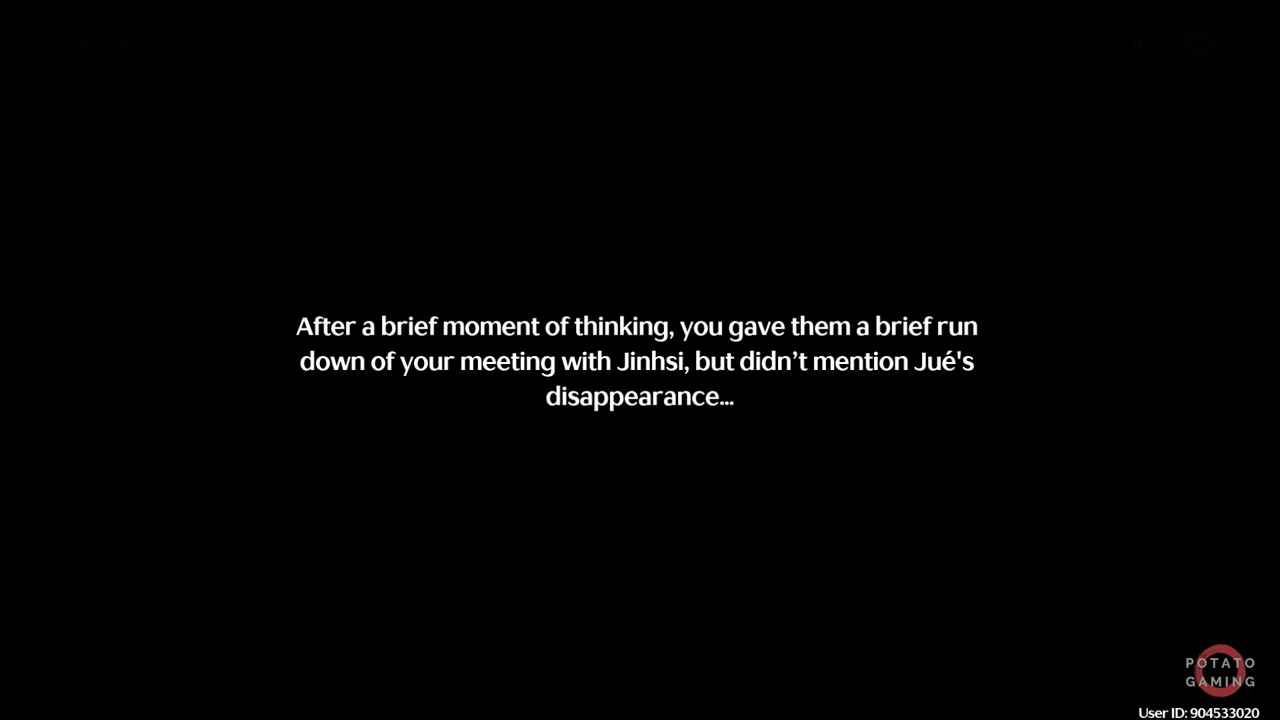 After a brief moment of thinking, you gave them a brief run
down of your meeting with Jinhsi, but didn’t mention Jué's
disappearance...
POTATO
GAMING
User ID: 904533020